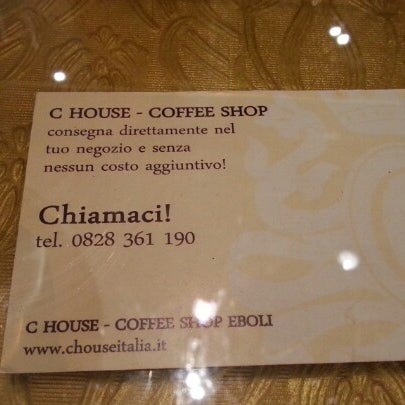 C HOUSE - COFFEE SHOP
consegna direttamente nel
tuo negozio e senza
nessun costo aggiuntivo!
Chiamaci!
tel. 0828 361 190
C HOUSE - COFFEE SHOP EBOLI
www.chouseitalia.it